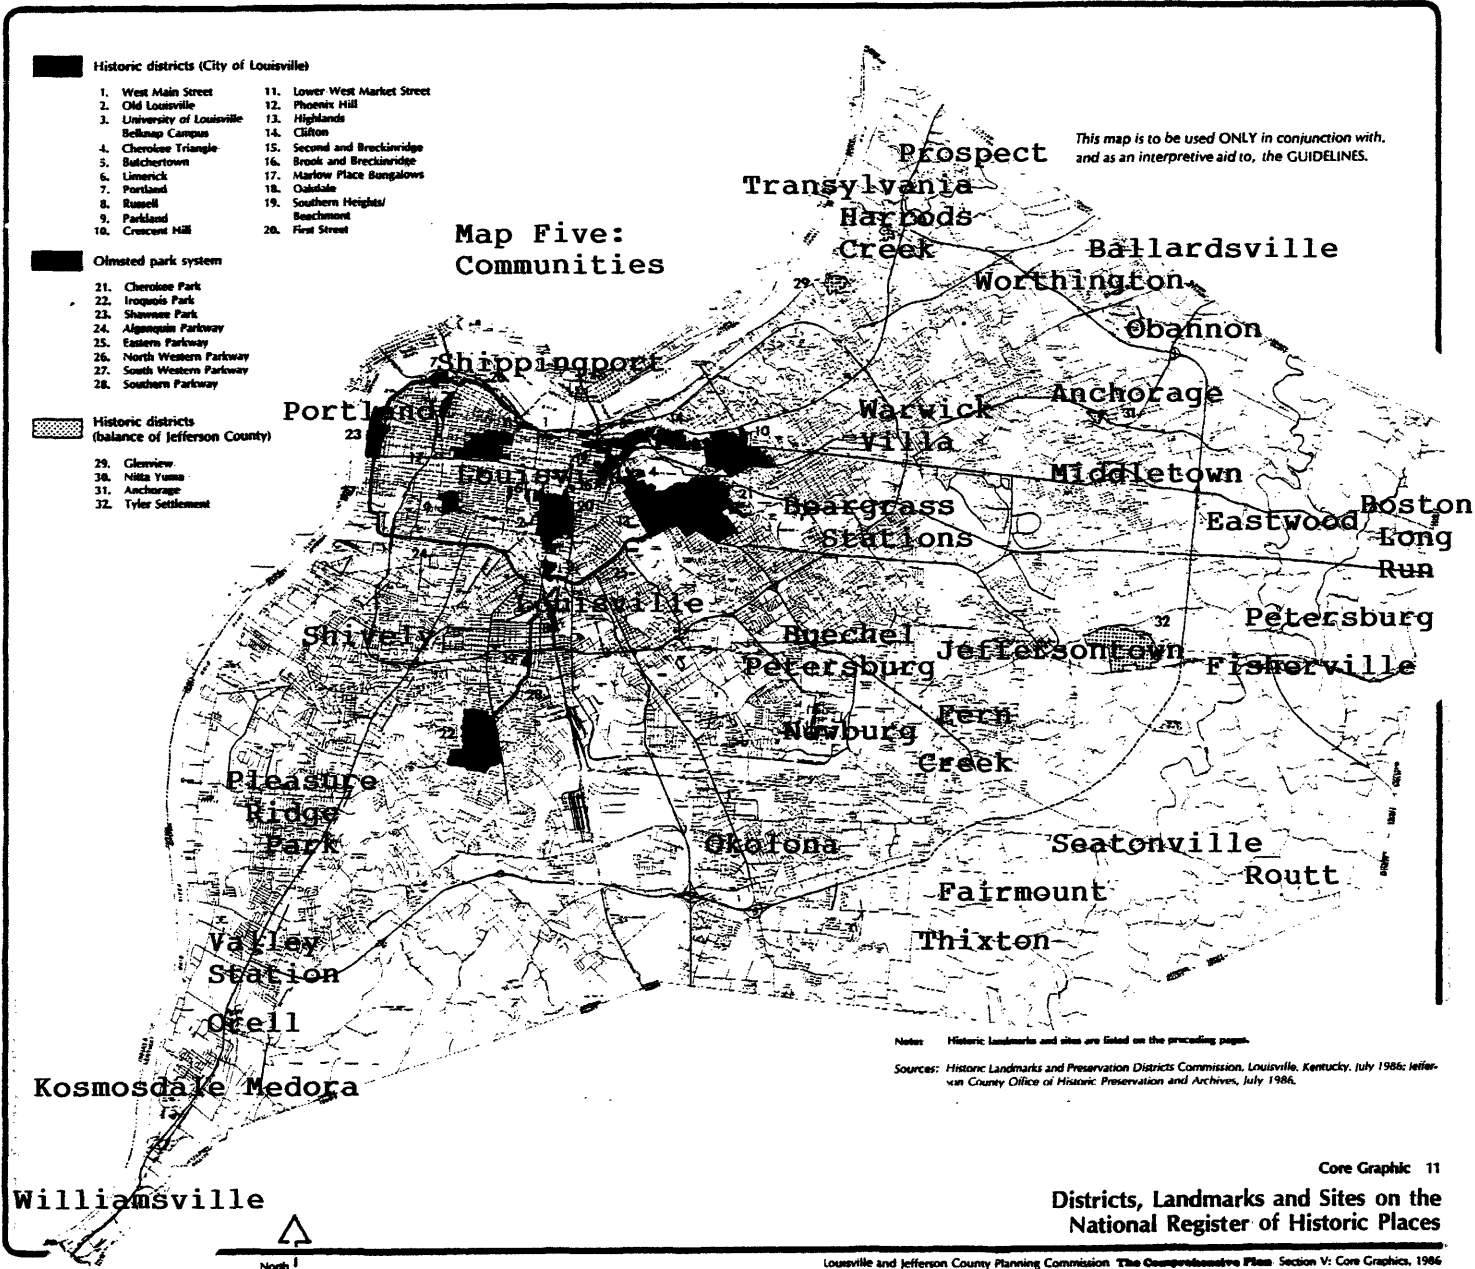 Historic districts (City of Louisville)
1. West Main Street
2. Old Louisville
3. University of Louisville
Belknap Campus
4. Cherokee Triangle
5. Butchertown
6. Limerick
7. Portland
8. Russell
9. Parkland
10. Crescent Hill
11. Lower West Market Street
12. Phoenix Hill
13. Highlands
14. Clifton
15. Second and Breckinridge
16. Brook and Breckinridge
17. Marlow Place Bungalows
18. Oakdale
19. Southern Heights/
Beechmont
20. First Street
Olmsted park system
21. Cherokee Park
22. Iroquois Park
23. Shawnee Park
24. Algonquin Parkway
25. Eastern Parkway
26. North Western Parkway
27. South Western Parkway
28. Southern Parkway
Historic districts
(balance of Jefferson County)
29. Glenview
30. Nitta Yuma
31. Anchorage
32. Tyler Settlement
This map is to be used ONLY in conjunction with,
and as an interpretive aid to, the GUIDELINES.
Map Five:
Communities
Prospect
Transylvania
Harrods
Creek
Ballardsville
Worthington
29
Obannon
Shippingport
Portland
23
Anchorage
31
Warwick
Villa
10
Louisville
Middletown
Beargrass
Stations
21
Eastwood
Boston
Long
Run
Louisville
Shively
Buechel
Petersburg
Jeffersontown
32
Petersburg
Fisherville
22
Newburg
Fern
Creek
Pleasure
Ridge
Park
Okolona
Seatonville
Routt
Fairmount
Thixton
Valley
Station
Orell
Kosmosdale
Medora
Williamsville
North
Note: Historic landmarks and sites are listed on the preceding pages.
Sources: Historic Landmarks and Preservation Districts Commission, Louisville, Kentucky, July 1986; Jeffer-
son County Office of Historic Preservation and Archives, July 1986.
Core Graphic 11
Districts, Landmarks and Sites on the
National Register of Historic Places
Louisville and Jefferson County Planning Commission The Comprehensive Plan Section V: Core Graphics, 1986